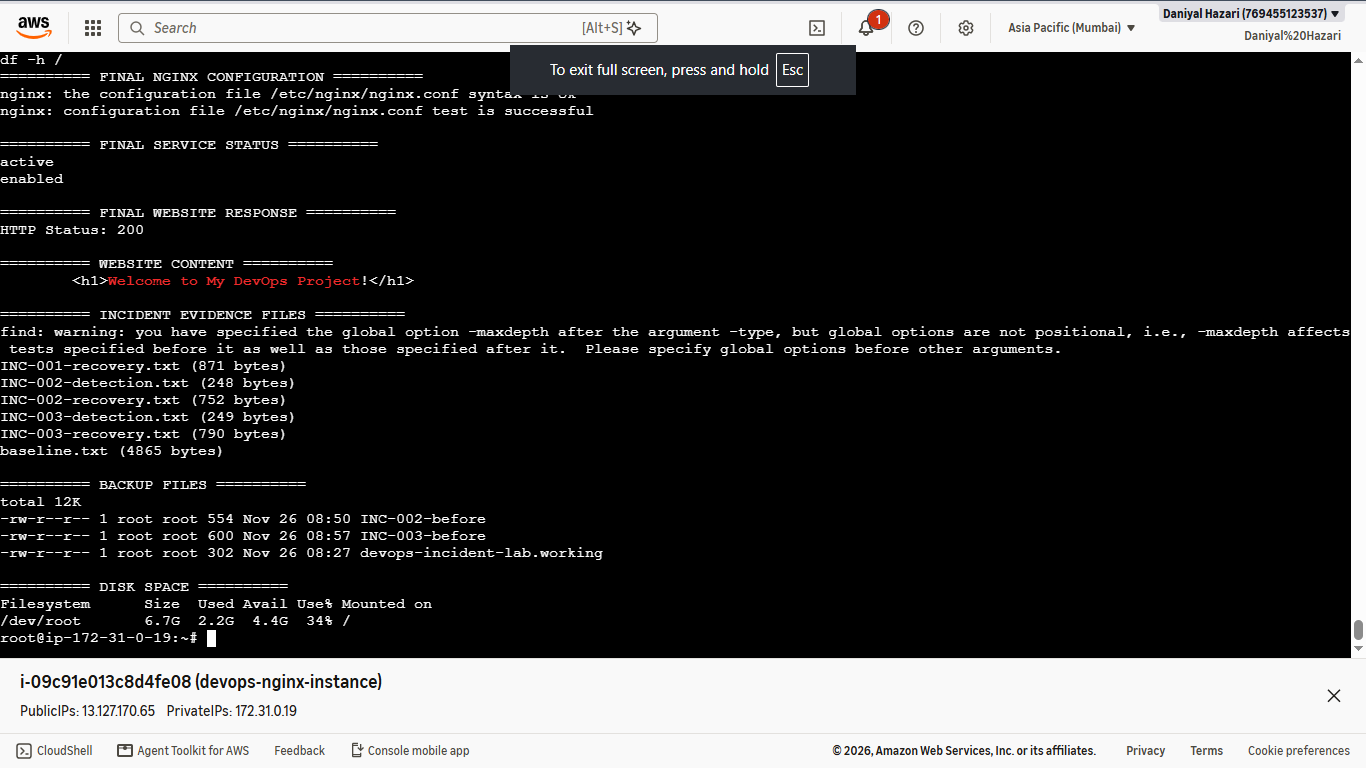 aws
Search
[Alt+S]
1
Asia Pacific (Mumbai)
Daniyal Hazari (769455123537)
Daniyal%20Hazari
To exit full screen, press and hold Esc
df -h /
========== FINAL NGINX CONFIGURATION ==========
nginx: the configuration file /etc/nginx/nginx.conf syntax is ok
nginx: configuration file /etc/nginx/nginx.conf test is successful
========== FINAL SERVICE STATUS ==========
active
enabled
========== FINAL WEBSITE RESPONSE ==========
HTTP Status: 200
========== WEBSITE CONTENT ==========
<h1>Welcome to My DevOps Project!</h1>
========== INCIDENT EVIDENCE FILES ==========
find: warning: you have specified the global option -maxdepth after the argument -type, but global options are not positional, i.e., -maxdepth affects
tests specified before it as well as those specified after it.  Please specify global options before other arguments.
INC-001-recovery.txt (871 bytes)
INC-002-detection.txt (248 bytes)
INC-002-recovery.txt (752 bytes)
INC-003-detection.txt (249 bytes)
INC-003-recovery.txt (790 bytes)
baseline.txt (4865 bytes)
========== BACKUP FILES ==========
total 12K
-rw-r--r-- 1 root root 554 Nov 26 08:50 INC-002-before
-rw-r--r-- 1 root root 600 Nov 26 08:57 INC-003-before
-rw-r--r-- 1 root root 302 Nov 26 08:27 devops-incident-lab.working
========== DISK SPACE ==========
Filesystem      Size  Used Avail Use% Mounted on
/dev/root       6.7G  2.2G  4.4G  34% /
root@ip-172-31-0-19:~#
i-09c91e013c8d4fe08 (devops-nginx-instance)
PublicIPs: 13.127.170.65   PrivateIPs: 172.31.0.19
CloudShell
Agent Toolkit for AWS
Feedback
Console mobile app
© 2026, Amazon Web Services, Inc. or its affiliates.
Privacy
Terms
Cookie preferences